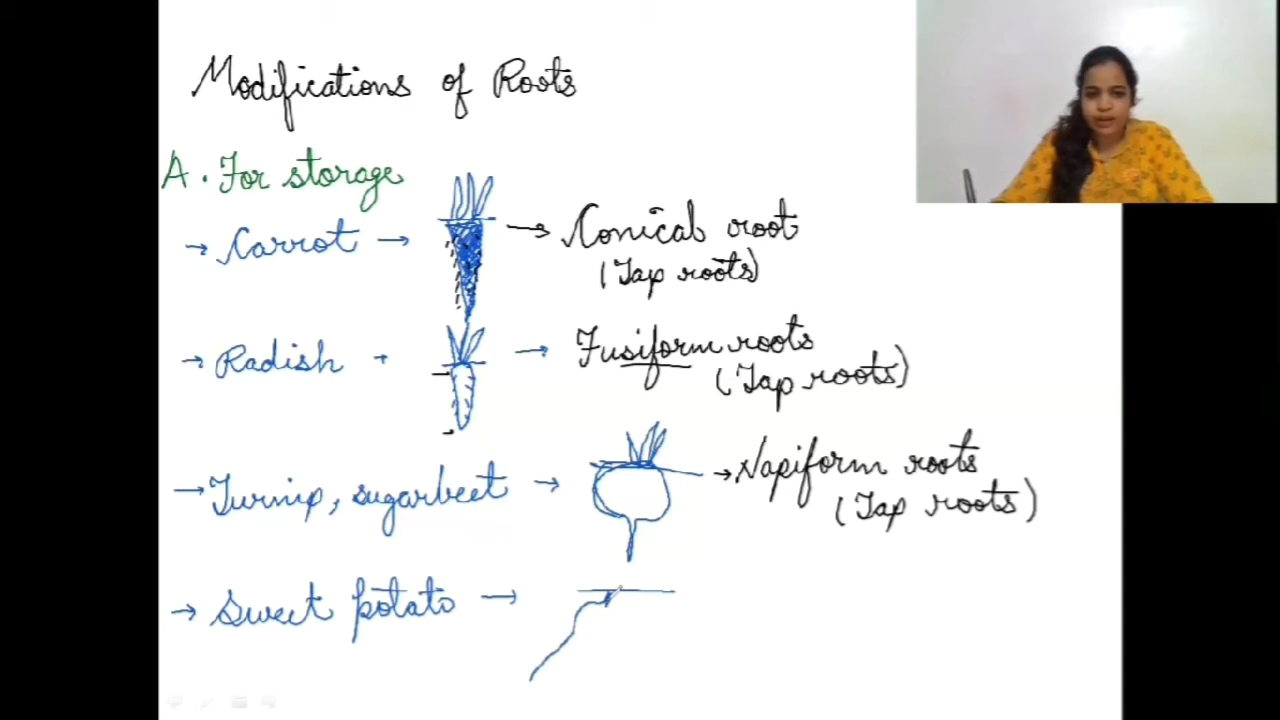 Modifications of Roots
A. For storage
→ Carrot → → Conical root
(Tap roots)
→ Radish → → Fusiform roots
(Tap roots)
→ Turnip, sugarbeet → → Napiform roots
(Tap roots)
→ Sweet potato →